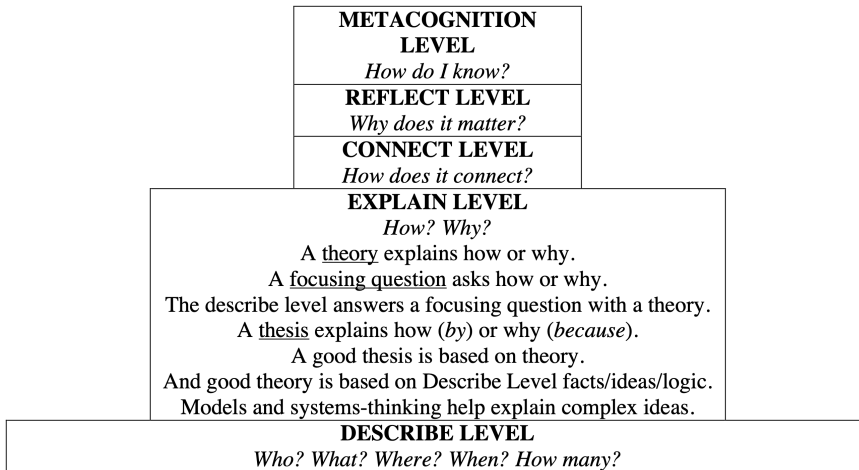 METACOGNITION
LEVEL
How do I know?
REFLECT LEVEL
Why does it matter?
CONNECT LEVEL
How does it connect?
EXPLAIN LEVEL
How? Why?
A theory explains how or why.
A focusing question asks how or why.
The describe level answers a focusing question with a theory.
A thesis explains how (by) or why (because).
A good thesis is based on theory.
And good theory is based on Describe Level facts/ideas/logic.
Models and systems-thinking help explain complex ideas.
DESCRIBE LEVEL
Who? What? Where? When? How many?